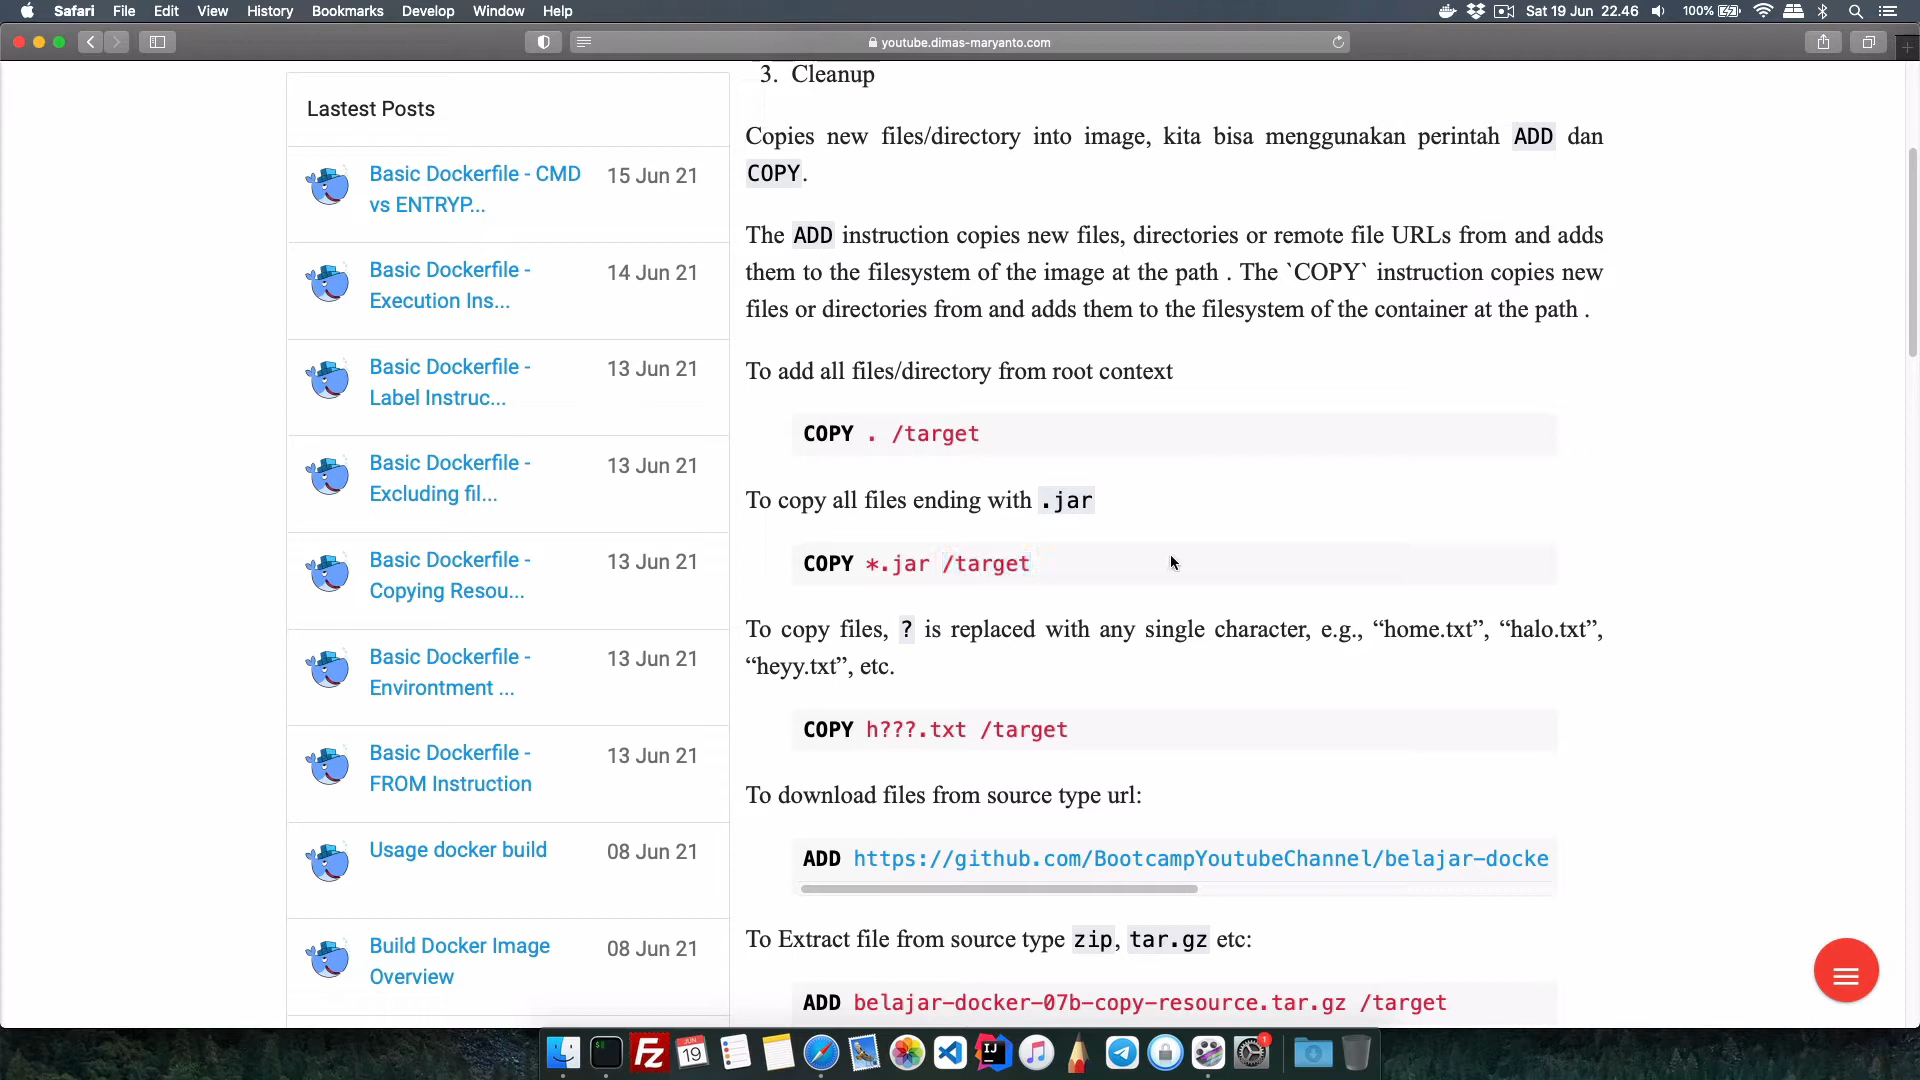 Safari File Edit View History Bookmarks Develop Window Help
Sat 19 Jun 22.46
100%
youtube.dimas-maryanto.com
Lastest Posts
Basic Dockerfile - CMD
vs ENTRYP...
15 Jun 21
Basic Dockerfile -
Execution Ins...
14 Jun 21
Basic Dockerfile -
Label Instruc...
13 Jun 21
Basic Dockerfile -
Excluding fil...
13 Jun 21
Basic Dockerfile -
Copying Resou...
13 Jun 21
Basic Dockerfile -
Environtment ...
13 Jun 21
Basic Dockerfile -
FROM Instruction
13 Jun 21
Usage docker build
08 Jun 21
Build Docker Image
Overview
08 Jun 21
3. Cleanup
Copies new files/directory into image, kita bisa menggunakan perintah ADD dan
COPY.
The ADD instruction copies new files, directories or remote file URLs from and adds
them to the filesystem of the image at the path . The `COPY` instruction copies new
files or directories from and adds them to the filesystem of the container at the path .
To add all files/directory from root context
COPY . /target
To copy all files ending with .jar
COPY *.jar /target
To copy files, ? is replaced with any single character, e.g., “home.txt”, “halo.txt”,
“heyy.txt”, etc.
COPY h???.txt /target
To download files from source type url:
ADD https://github.com/BootcampYoutubeChannel/belajar-docke
To Extract file from source type zip, tar.gz etc:
ADD belajar-docker-07b-copy-resource.tar.gz /target
FZ
JUN
19
IJ
1